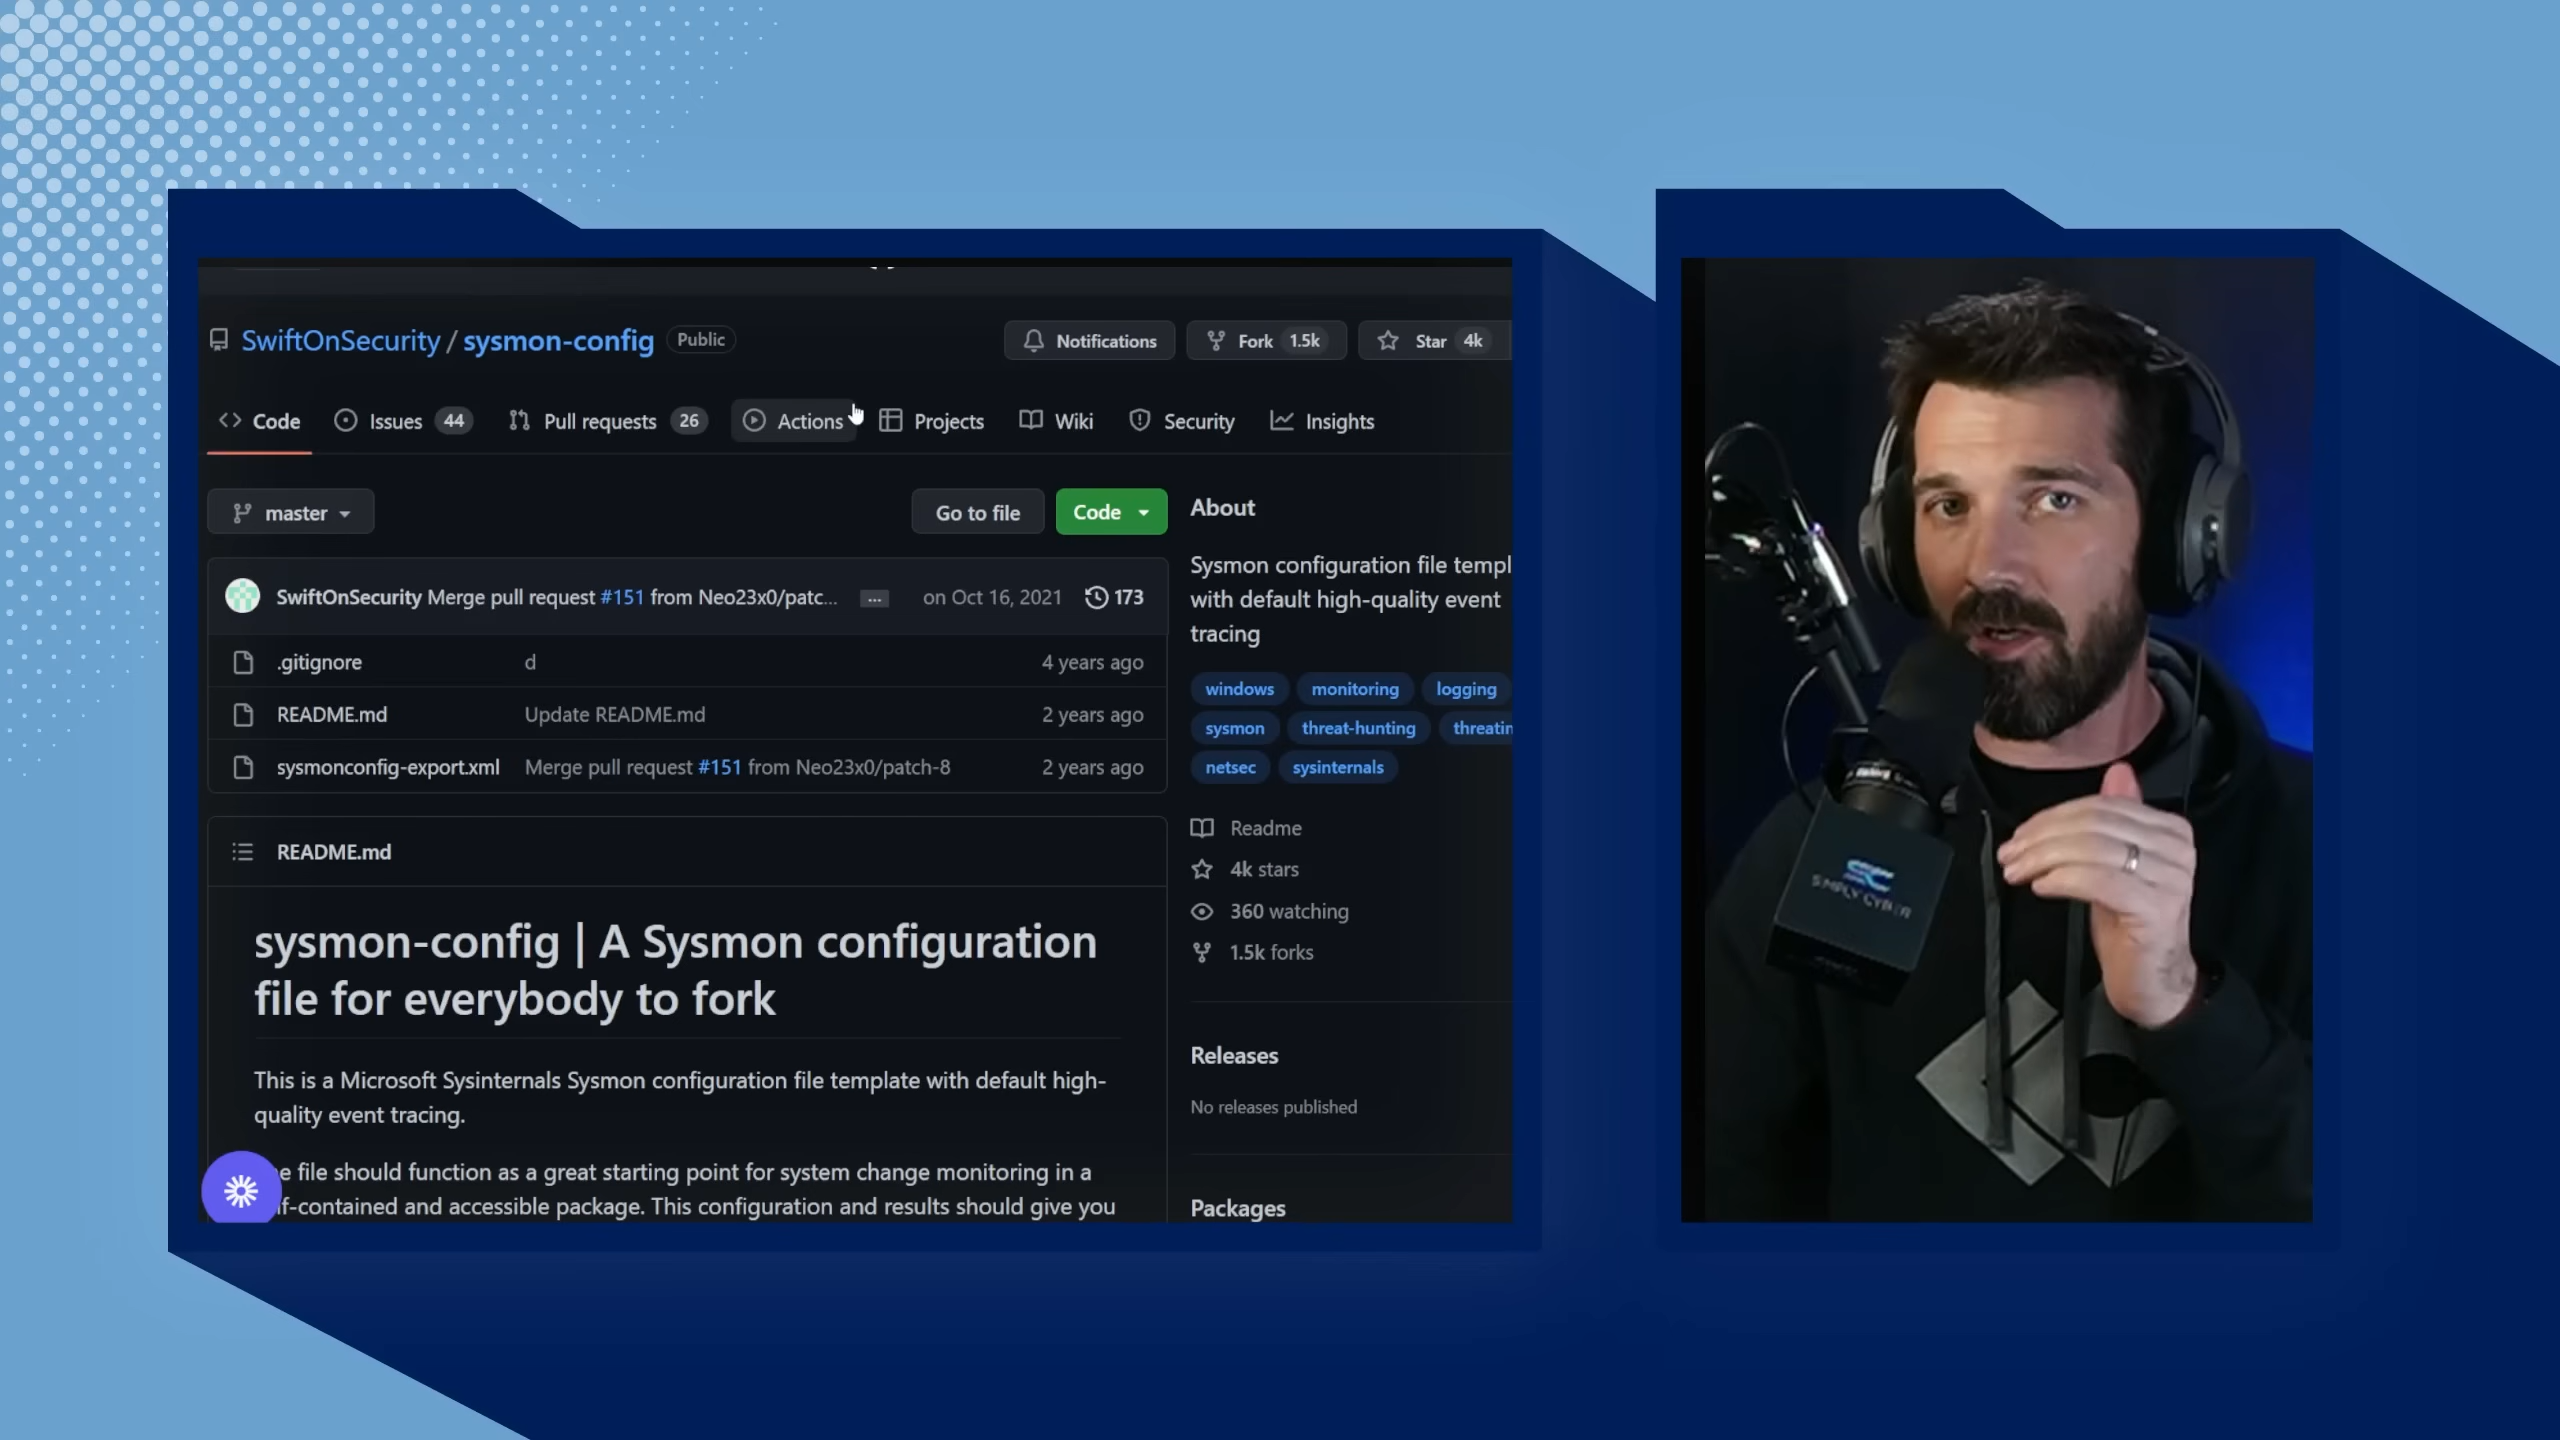 SwiftOnSecurity / sysmon-config Public
Notifications Fork 1.5k Star 4k
Code Issues 44 Pull requests 26 Actions Projects Wiki Security Insights
master Go to file Code
SwiftOnSecurity Merge pull request #151 from Neo23x0/patc... ... on Oct 16, 2021 173
.gitignore d 4 years ago
README.md Update README.md 2 years ago
sysmonconfig-export.xml Merge pull request #151 from Neo23x0/patch-8 2 years ago
README.md
sysmon-config | A Sysmon configuration
file for everybody to fork
This is a Microsoft Sysinternals Sysmon configuration file template with default high-
quality event tracing.
e file should function as a great starting point for system change monitoring in a
f-contained and accessible package. This configuration and results should give you
About
Sysmon configuration file templ
with default high-quality event
tracing
windows monitoring logging
sysmon threat-hunting threatin
netsec sysinternals
Readme
4k stars
360 watching
1.5k forks
Releases
No releases published
Packages
SIMPLY CYBER